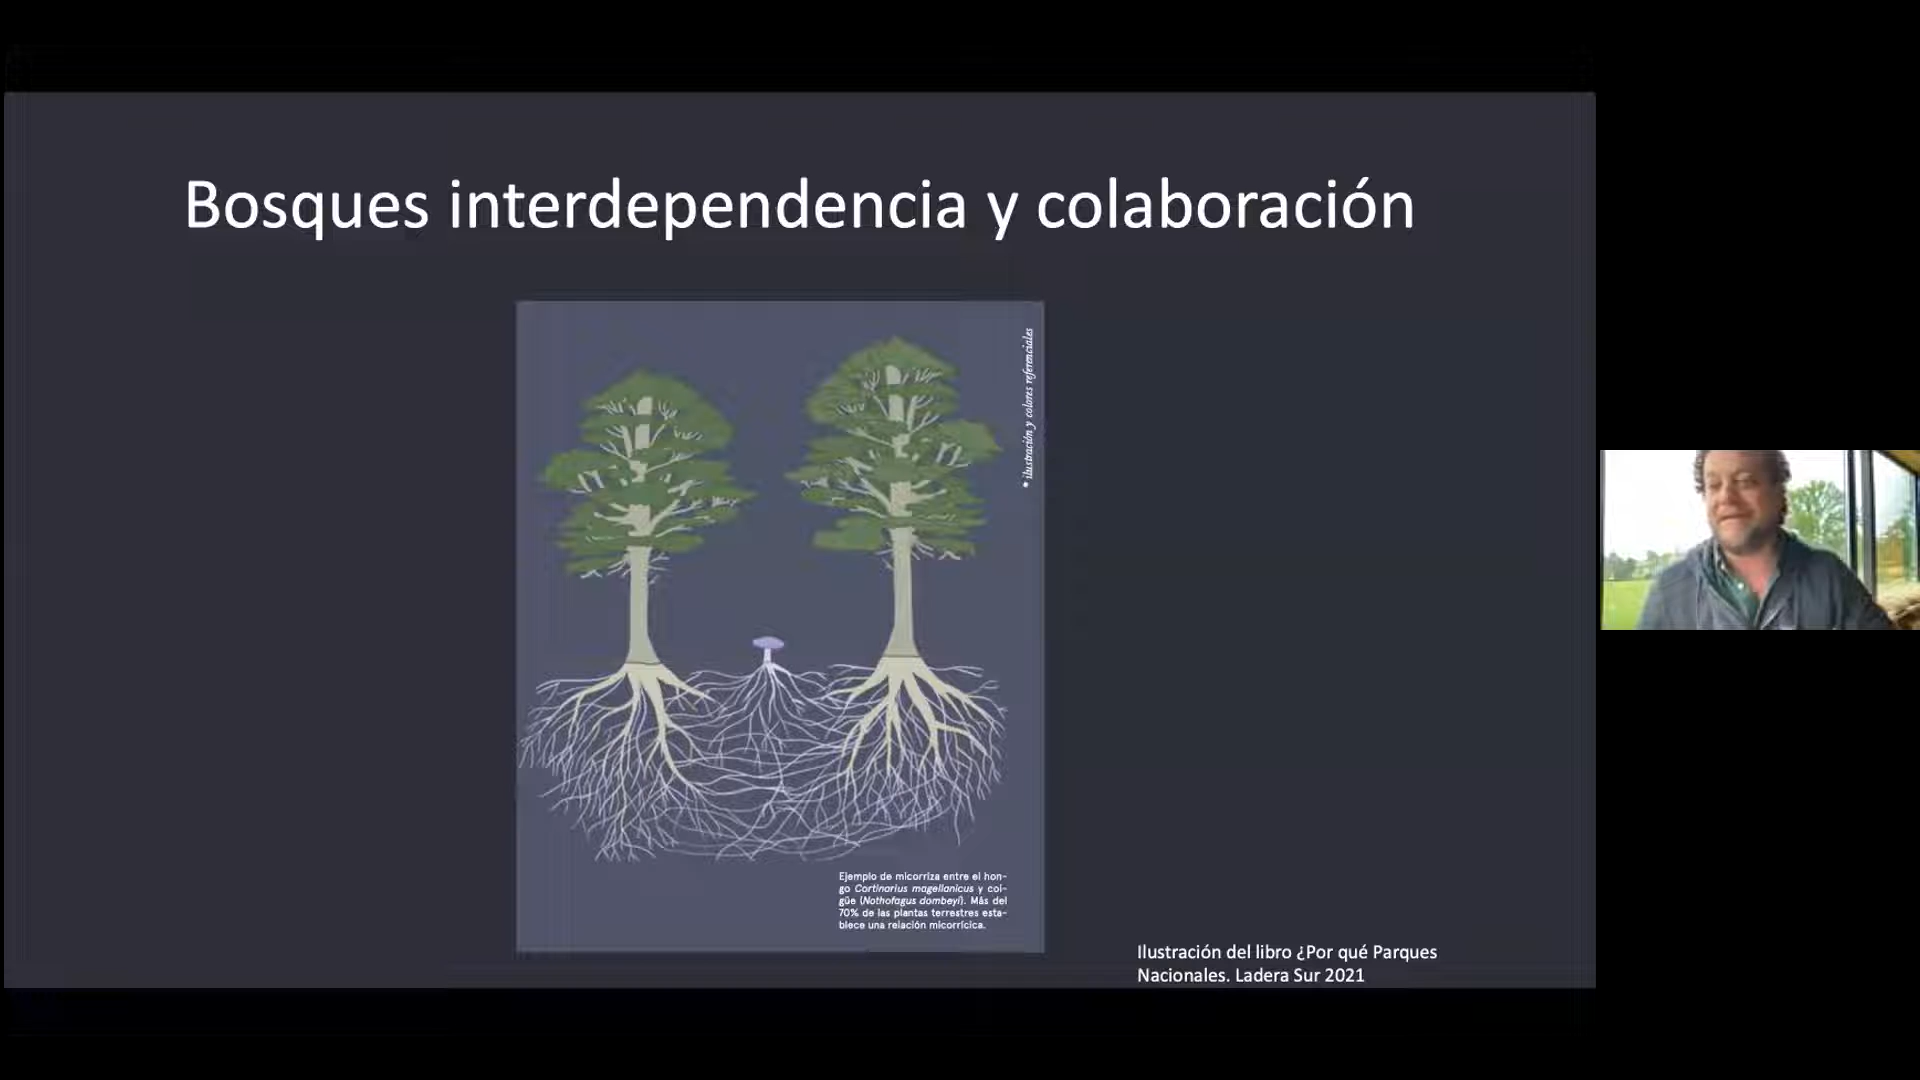 Bosques interdependencia y colaboración
* ilustración y colores referenciales
Ejemplo de micorriza entre el hon-
go Cortinarius magellanicus y coi-
güe (Nothofagus dombeyi). Más del
70% de las plantas terrestres esta-
blece una relación micorrícica.
Ilustración del libro ¿Por qué Parques
Nacionales. Ladera Sur 2021